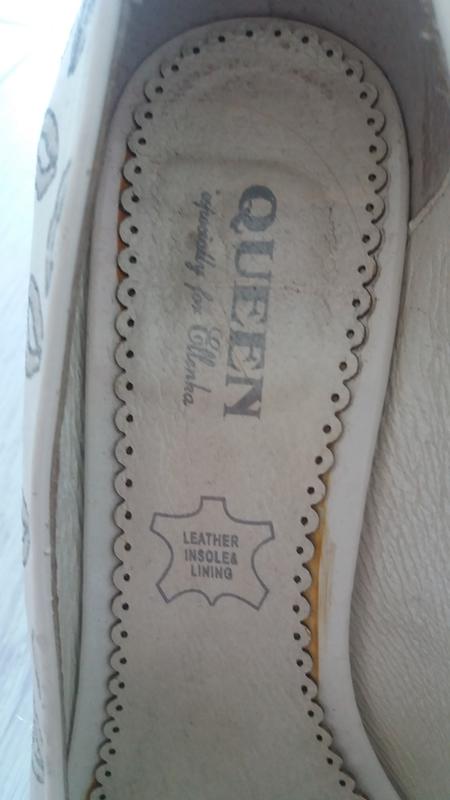 QUEEN
especially for Ellenka
LEATHER
INSOLE&
LINING